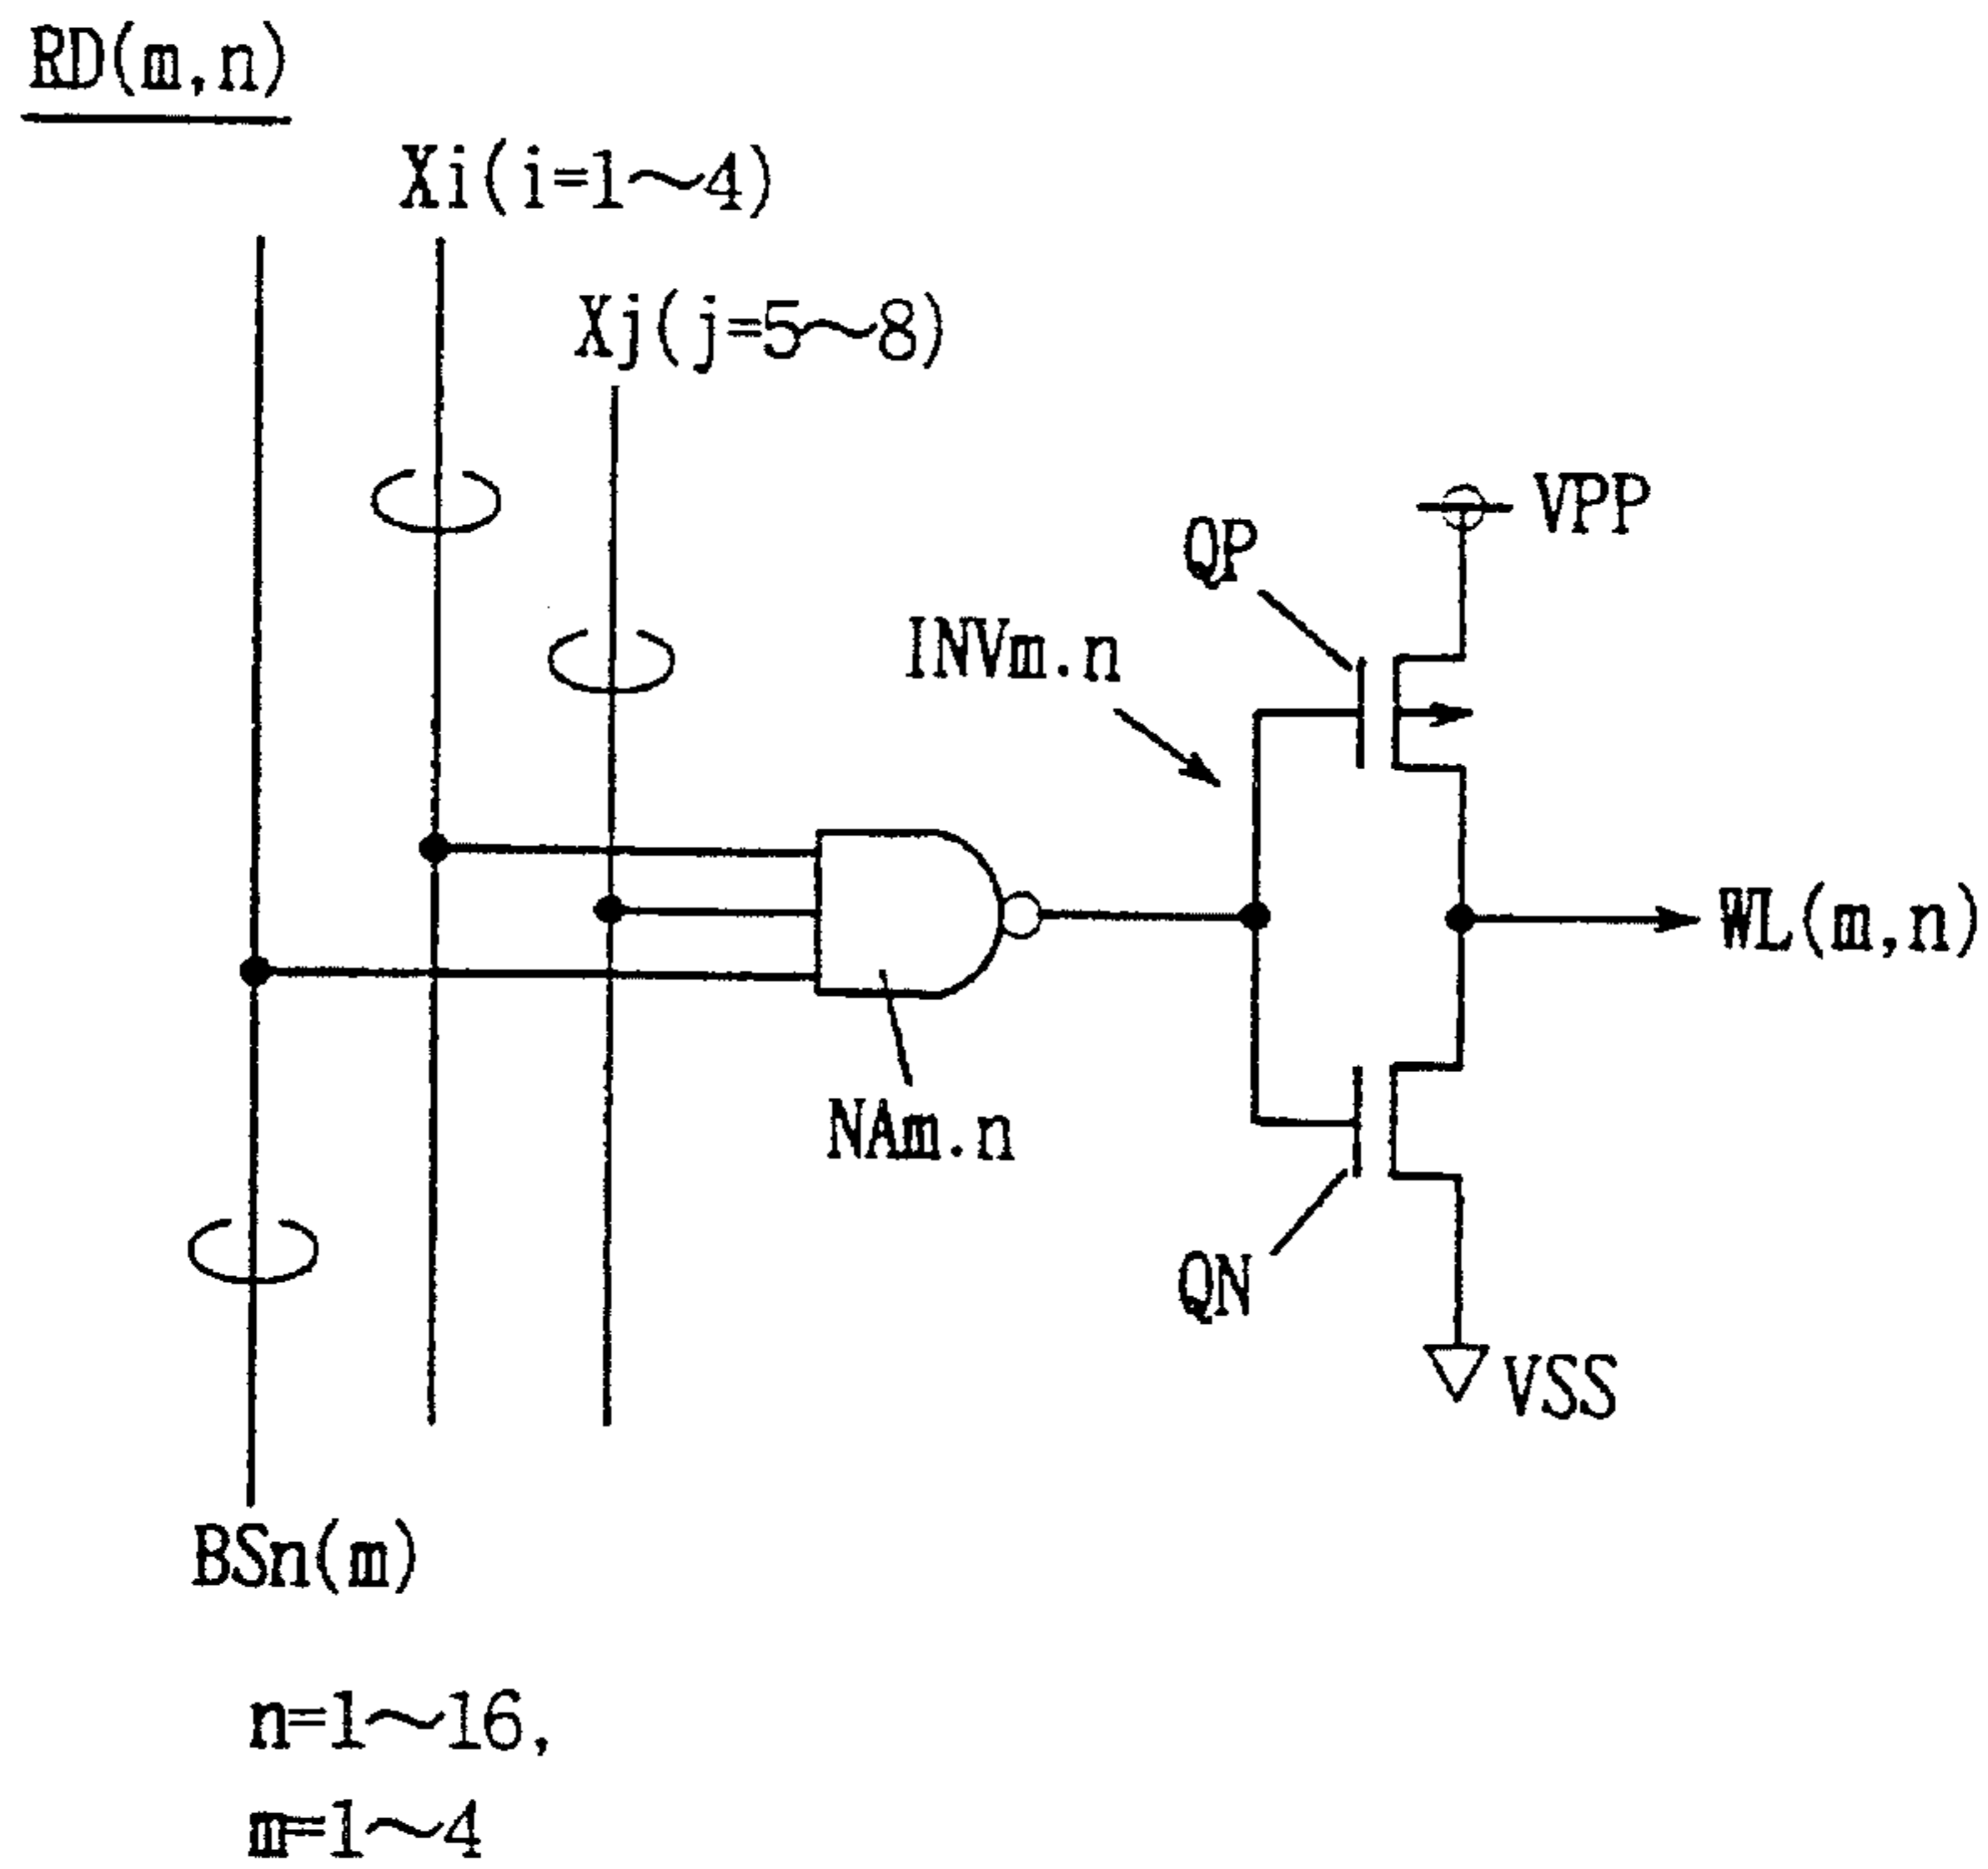 RD(m,n)
Xi(i=1～4)
Xj(j=5～8)
VPP
QP
INVm.n
WL(m,n)
NAm.n
QN
VSS
BSn(m)
n=1～16,
m=1～4